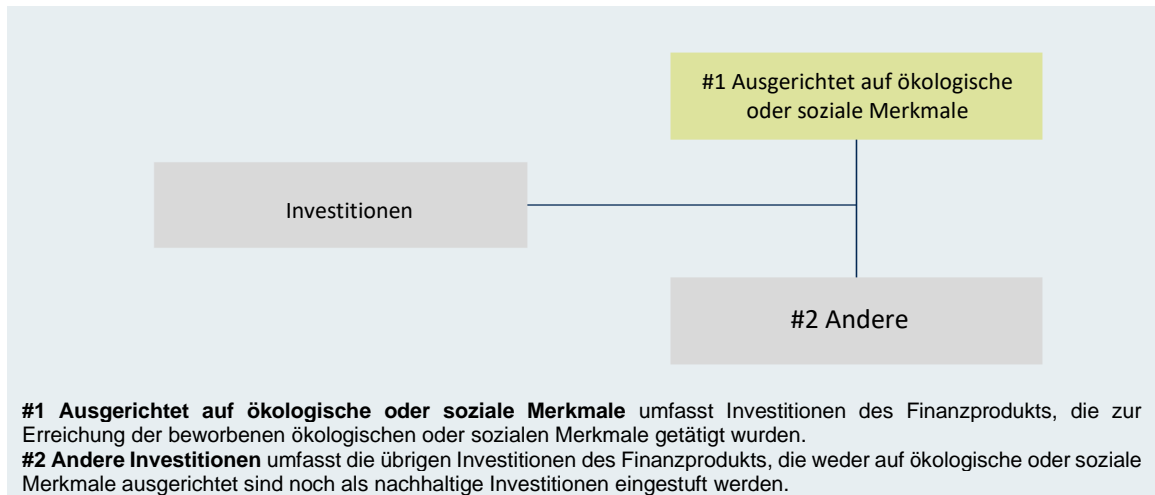 #1 Ausgerichtet auf ökologische
oder soziale Merkmale
Investitionen
#2 Andere
#1 Ausgerichtet auf ökologische oder soziale Merkmale umfasst Investitionen des Finanzprodukts, die zur
Erreichung der beworbenen ökologischen oder sozialen Merkmale getätigt wurden.
#2 Andere Investitionen umfasst die übrigen Investitionen des Finanzprodukts, die weder auf ökologische oder soziale
Merkmale ausgerichtet sind noch als nachhaltige Investitionen eingestuft werden.